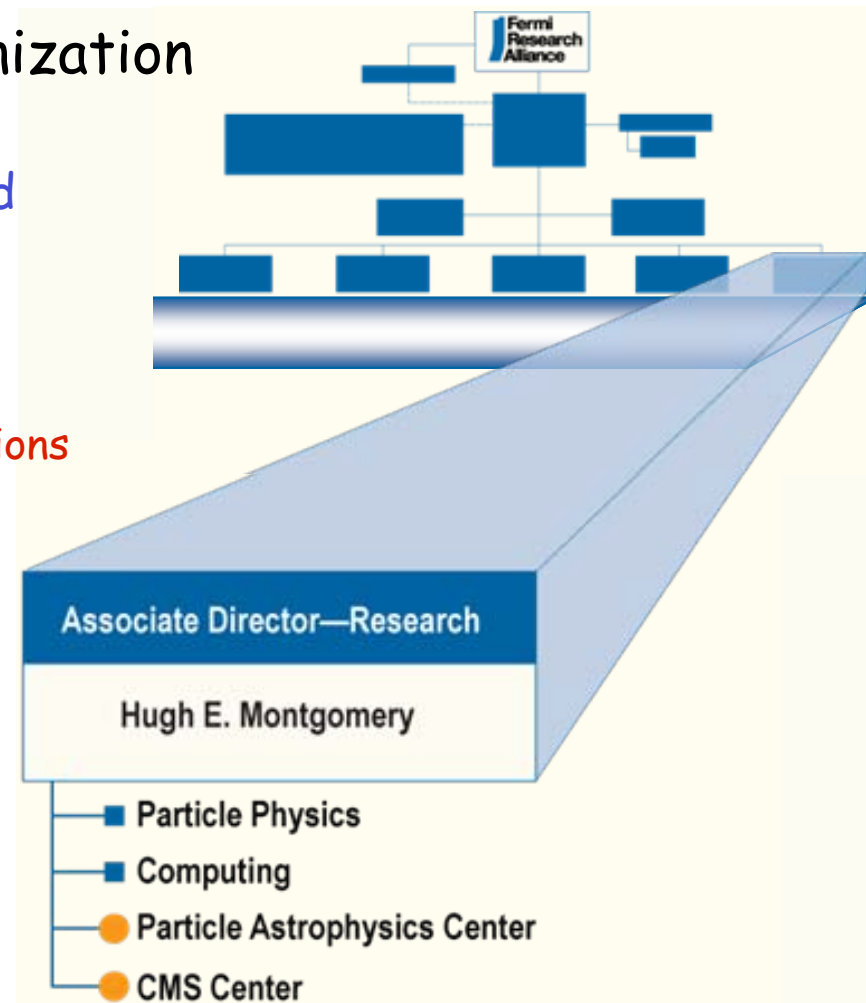 nization
d
ions
Fermi
Research
Alliance
Associate Director—Research
Hugh E. Montgomery
Particle Physics
Computing
Particle Astrophysics Center
CMS Center